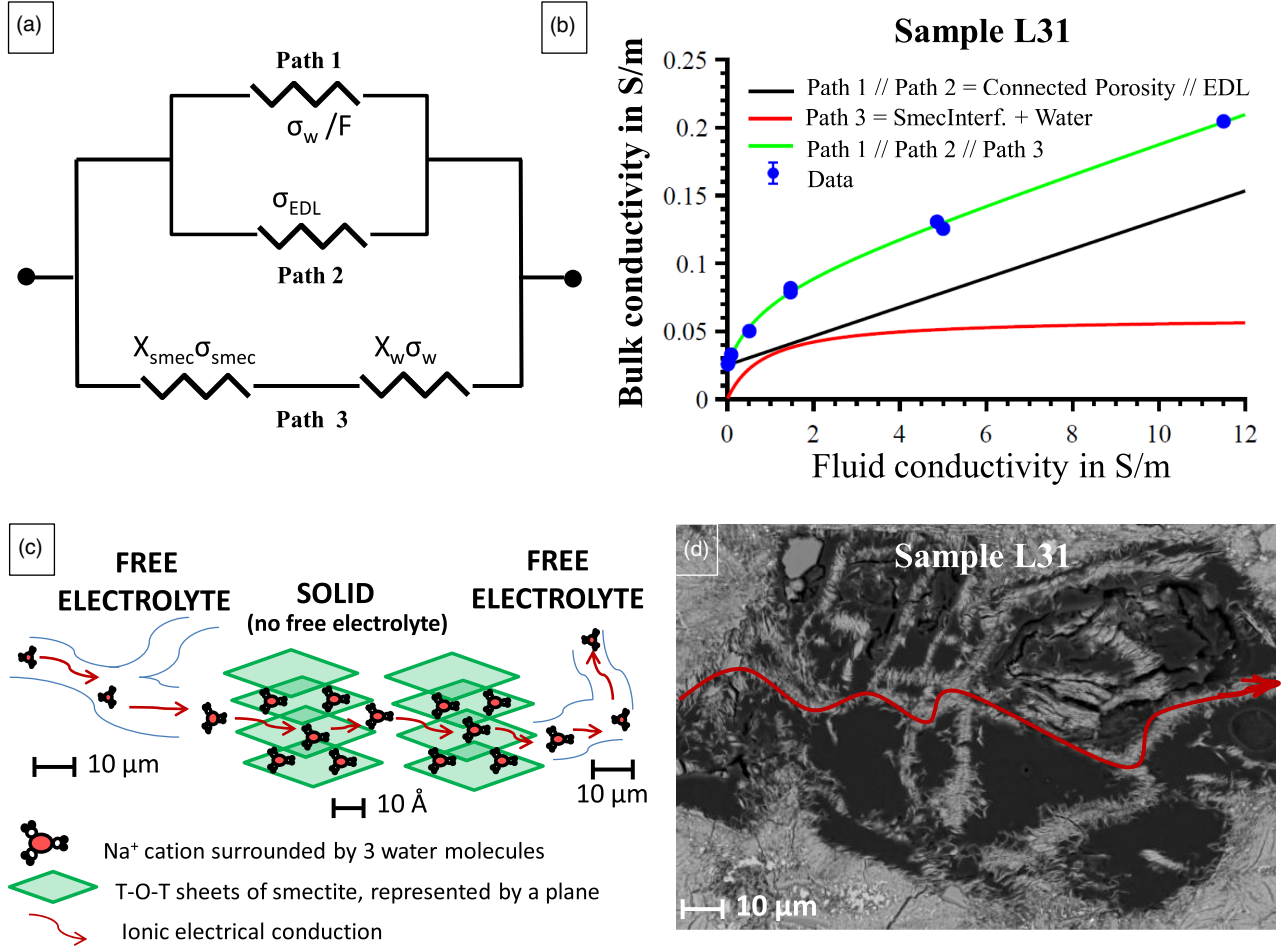 (a)
Path 1
σw /F
σEDL
Path 2
Xsmecσsmec
Xwσw
Path 3
(b)
Sample L31
Bulk conductivity in S/m
0.25
0.2
0.15
0.1
0.05
0
Path 1 // Path 2 = Connected Porosity // EDL
Path 3 = SmecInterf. + Water
Path 1 // Path 2 // Path 3
Data
0 2 4 6 8 10 12
Fluid conductivity in S/m
(c)
FREE
ELECTROLYTE
SOLID
(no free electrolyte)
FREE
ELECTROLYTE
10 µm
10 Å
10 µm
Na⁺ cation surrounded by 3 water molecules
T-O-T sheets of smectite, represented by a plane
Ionic electrical conduction
(d)
Sample L31
10 µm